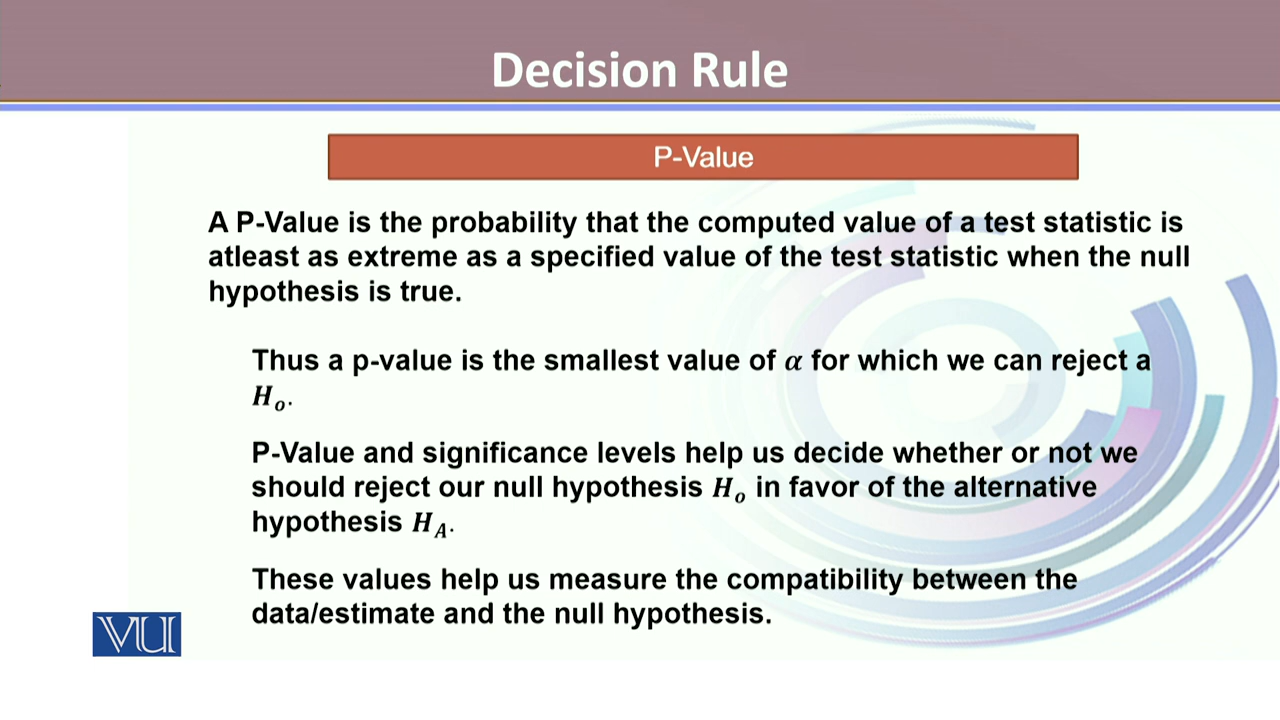 Decision Rule
P-Value
A P-Value is the probability that the computed value of a test statistic is
atleast as extreme as a specified value of the test statistic when the null
hypothesis is true.
Thus a p-value is the smallest value of α for which we can reject a
Hₒ.
P-Value and significance levels help us decide whether or not we
should reject our null hypothesis Hₒ in favor of the alternative
hypothesis H_A.
These values help us measure the compatibility between the
data/estimate and the null hypothesis.
VU